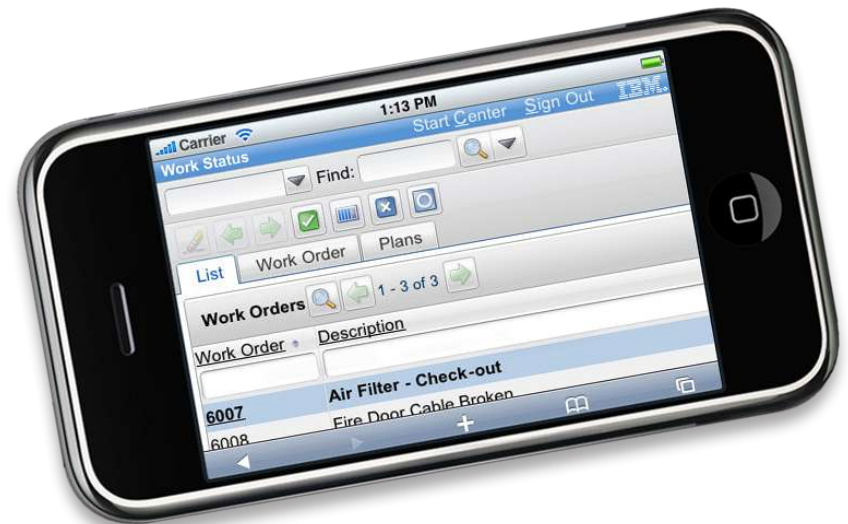 Carrier 1:13 PM
Work Status Start Center Sign Out IBM.
Find:
List Work Order Plans
Work Orders 1 - 3 of 3
Work Order Description
6007 Air Filter - Check-out
6008 Fire Door Cable Broken